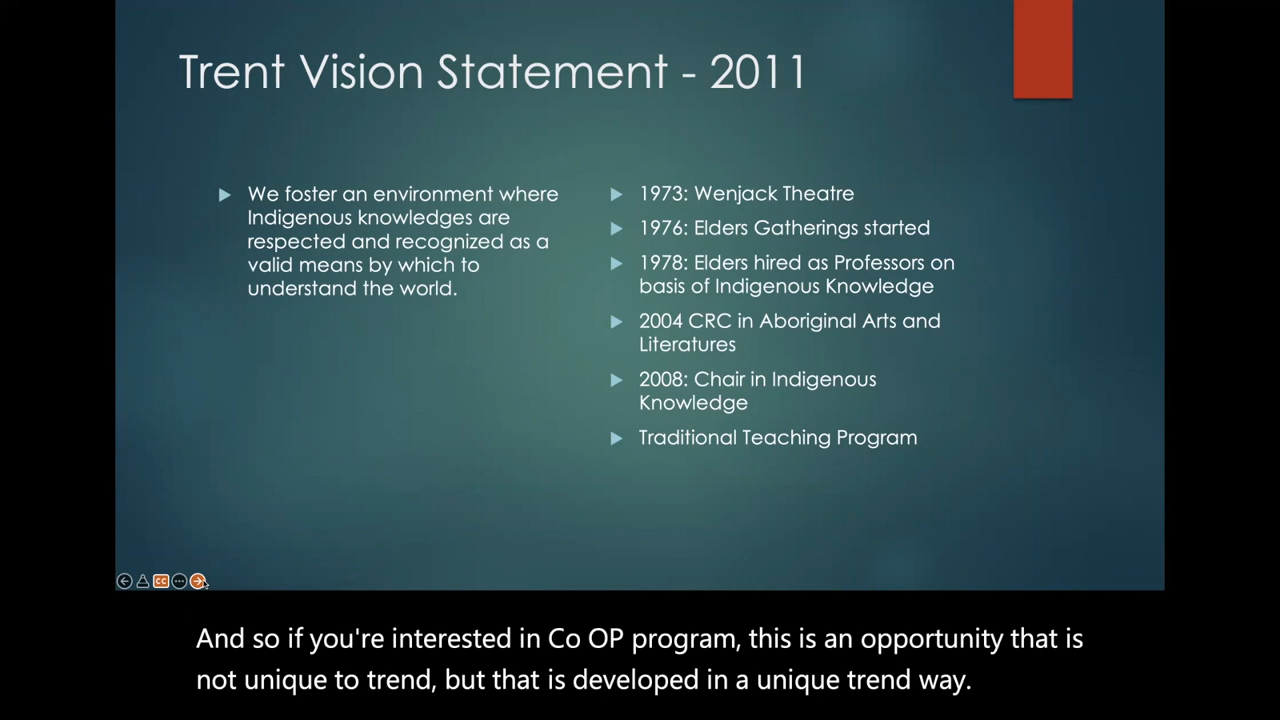 Trent Vision Statement - 2011
We foster an environment where
Indigenous knowledges are
respected and recognized as a
valid means by which to
understand the world.
1973: Wenjack Theatre
1976: Elders Gatherings started
1978: Elders hired as Professors on
basis of Indigenous Knowledge
2004 CRC in Aboriginal Arts and
Literatures
2008: Chair in Indigenous
Knowledge
Traditional Teaching Program
CC
And so if you're interested in Co OP program, this is an opportunity that is
not unique to trend, but that is developed in a unique trend way.